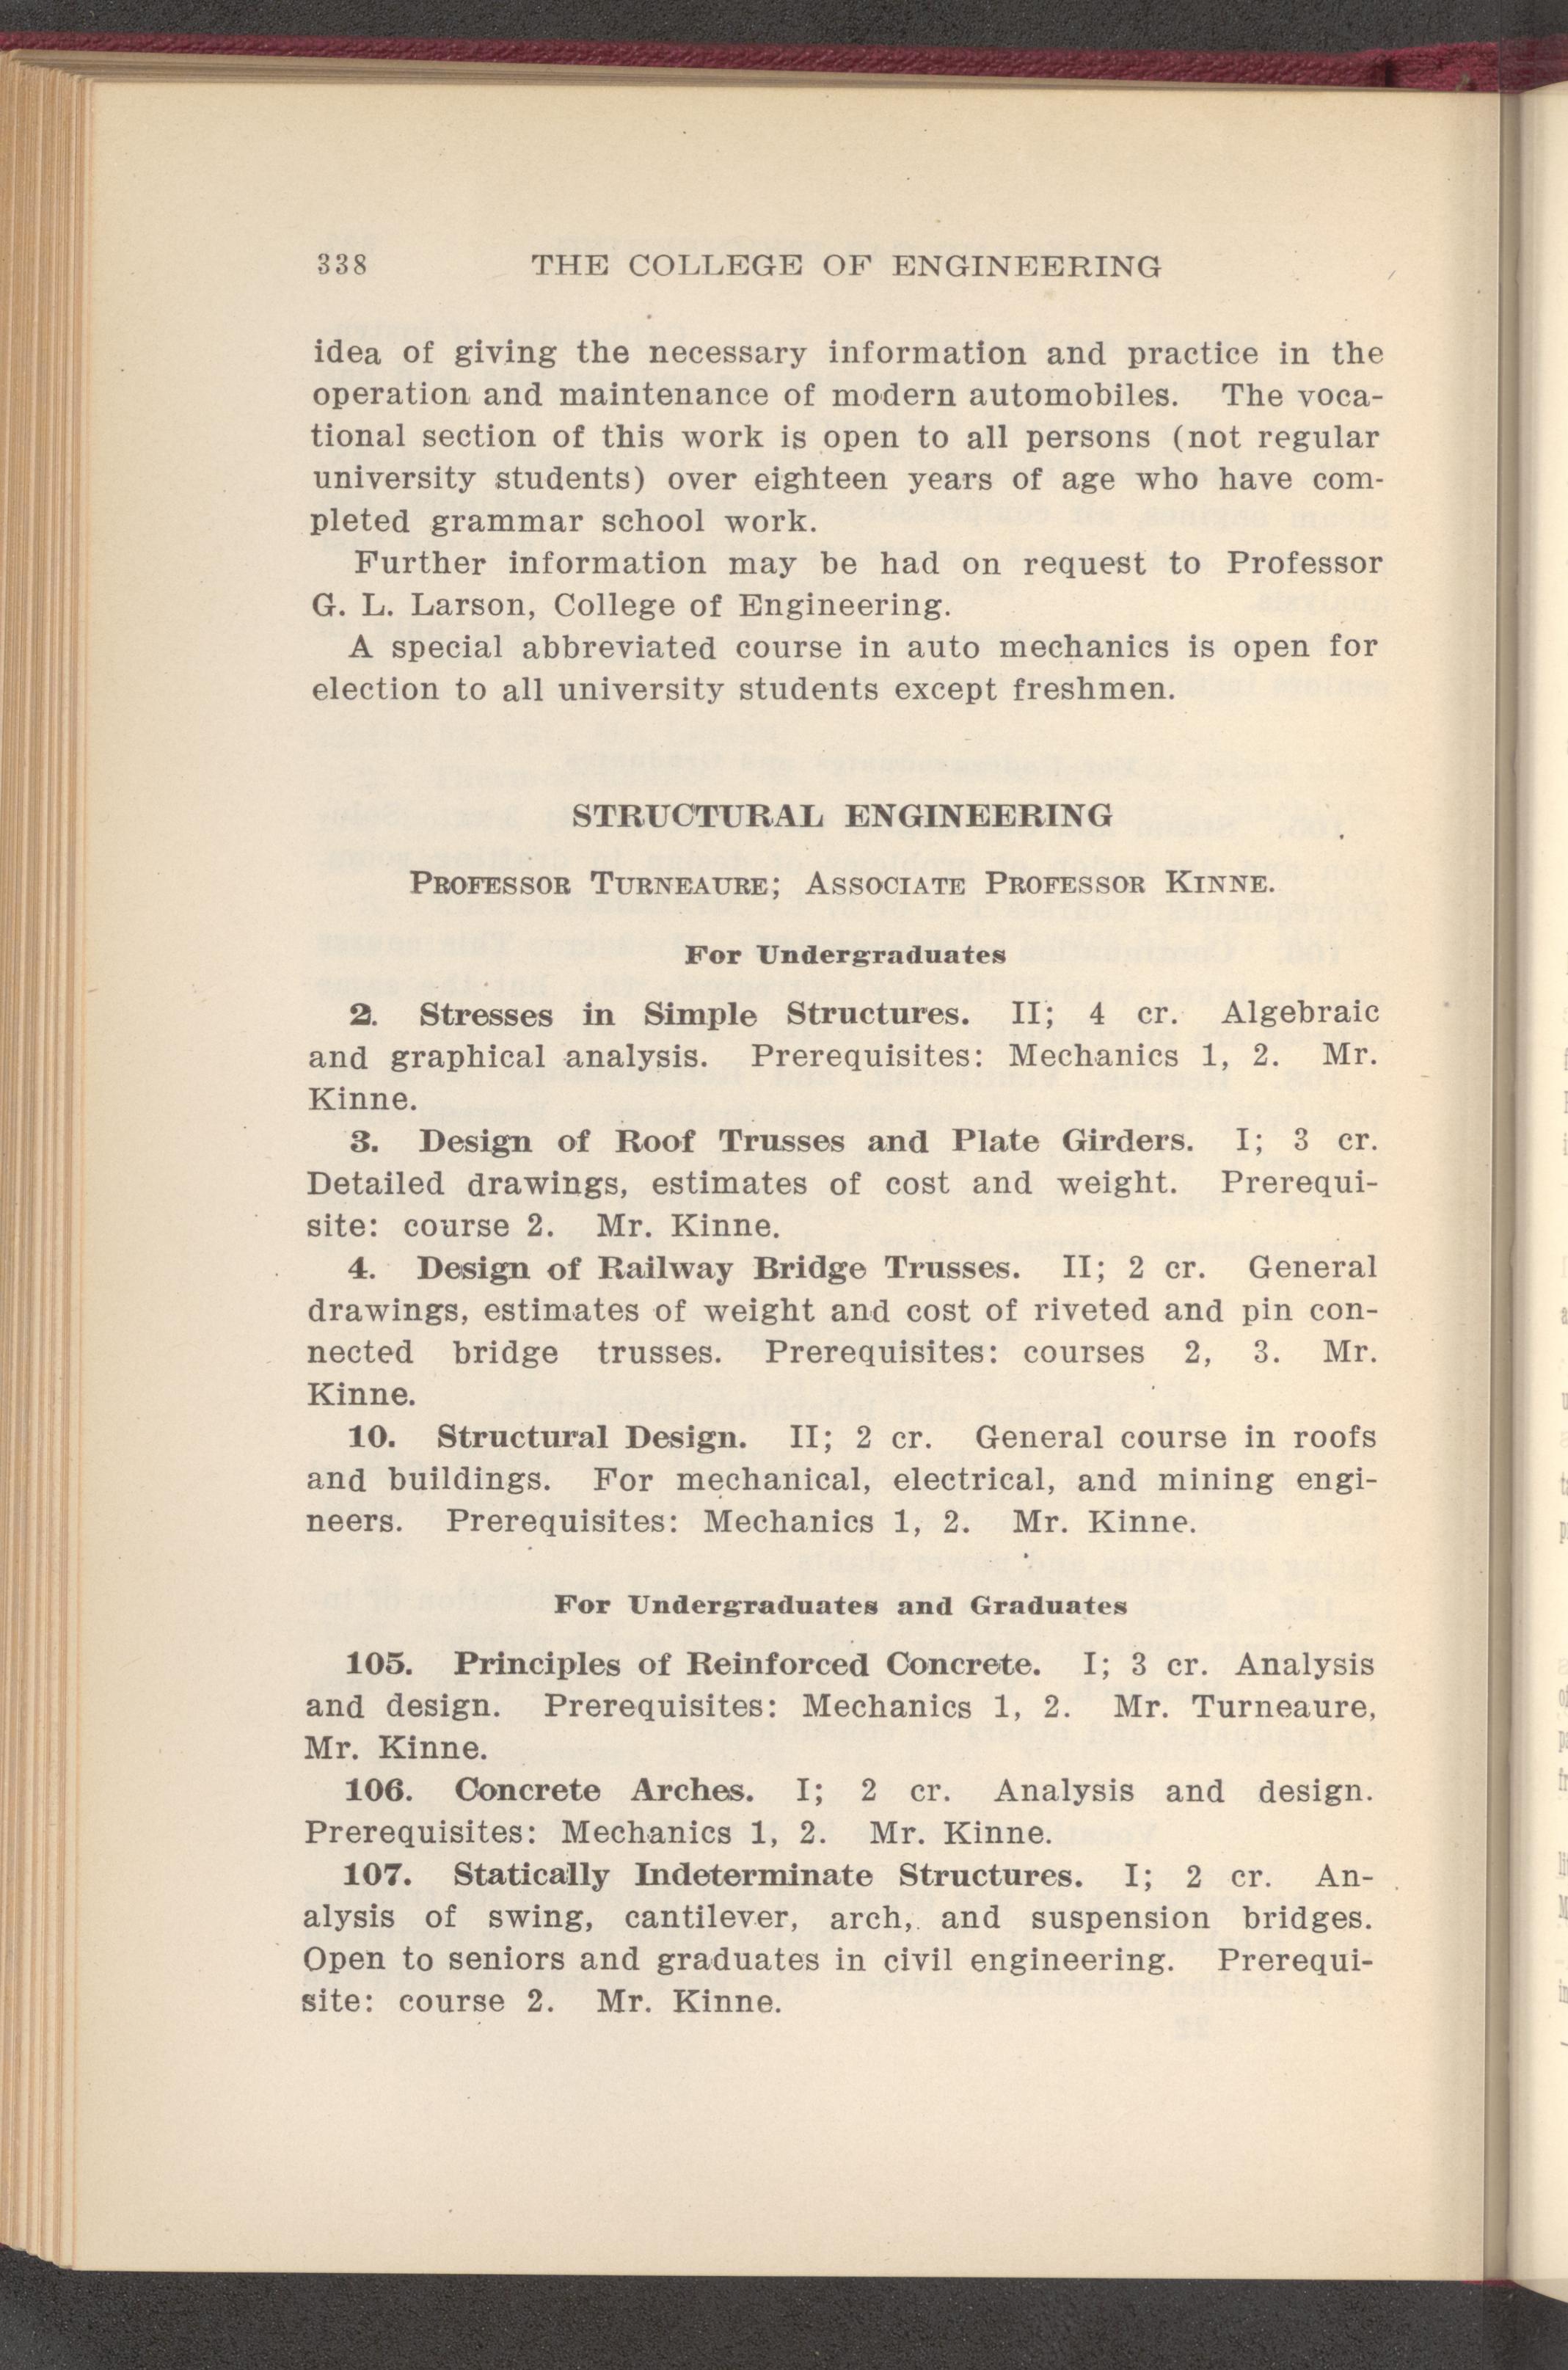 338 THE COLLEGE OF ENGINEERING
idea of giving the necessary information and practice in the
operation and maintenance of modern automobiles. The voca-
tional section of this work is open to all persons (not regular
university students) over eighteen years of age who have com-
pleted grammar school work.
Further information may be had on request to Professor
G. L. Larson, College of Engineering.
A special abbreviated course in auto mechanics is open for
election to all university students except freshmen.
STRUCTURAL ENGINEERING
PROFESSOR TURNEAURE; ASSOCIATE PROFESSOR KINNE.
For Undergraduates
2. Stresses in Simple Structures. II; 4 cr. Algebraic
and graphical analysis. Prerequisites: Mechanics 1, 2. Mr.
Kinne.
3. Design of Roof Trusses and Plate Girders. I; 3 cr.
Detailed drawings, estimates of cost and weight. Prerequi-
site: course 2. Mr. Kinne.
4. Design of Railway Bridge Trusses. II; 2 cr. General
drawings, estimates of weight and cost of riveted and pin con-
nected bridge trusses. Prerequisites: courses 2, 3. Mr.
Kinne.
10. Structural Design. II; 2 cr. General course in roofs
and buildings. For mechanical, electrical, and mining engi-
neers. Prerequisites: Mechanics 1, 2. Mr. Kinne.
For Undergraduates and Graduates
105. Principles of Reinforced Concrete. I; 3 cr. Analysis
and design. Prerequisites: Mechanics 1, 2. Mr. Turneaure,
Mr. Kinne.
106. Concrete Arches. I; 2 cr. Analysis and design.
Prerequisites: Mechanics 1, 2. Mr. Kinne.
107. Statically Indeterminate Structures. I; 2 cr. An-
alysis of swing, cantilever, arch, and suspension bridges.
Open to seniors and graduates in civil engineering. Prerequi-
site: course 2. Mr. Kinne.